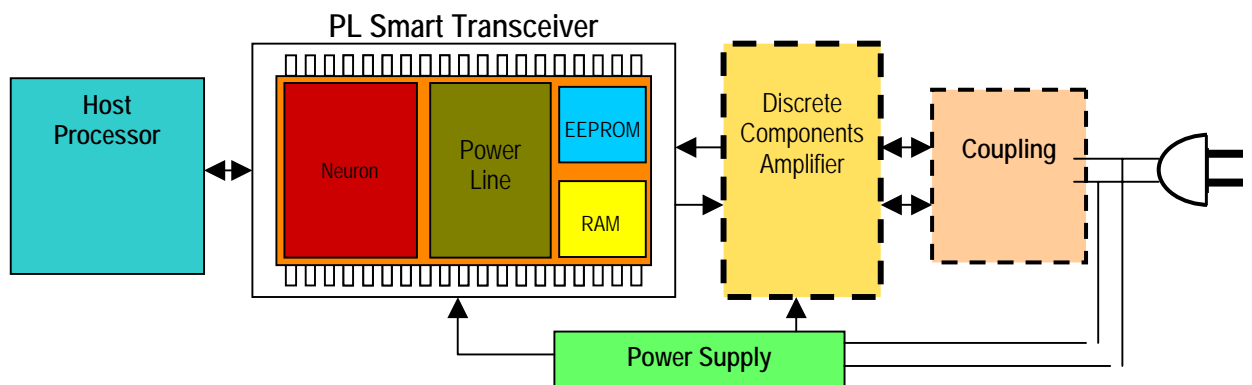 PL Smart Transceiver
Host
Processor
Neuron
Power
Line
EEPROM
RAM
Discrete
Components
Amplifier
Coupling
Power Supply